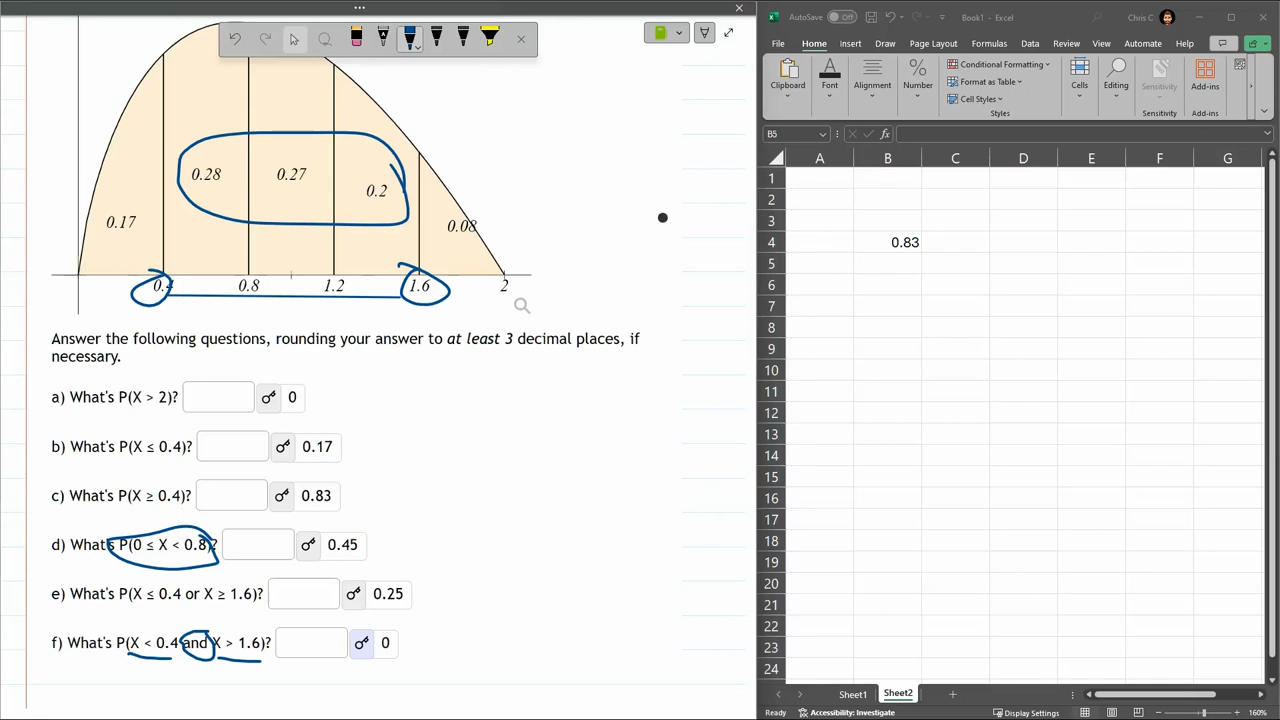 AutoSave Off Book1 - Excel Chris C
File Home Insert Draw Page Layout Formulas Data Review View Automate Help
Clipboard Font Alignment Number Conditional Formatting Format as Table Cell Styles Cells Editing Sensitivity Add-ins
Styles Sensitivity Add-ins
B5 fx
A B C D E F G
1
2
3
4 0.83
5
6
7
8
9
10
11
12
13
14
15
16
17
18
19
20
21
22
23
24
Sheet1 Sheet2
Ready Accessibility: Investigate Display Settings 160%
0.28 0.27 0.2
0.17 0.08
0.4 0.8 1.2 1.6 2
Answer the following questions, rounding your answer to at least 3 decimal places, if
necessary.
a) What's P(X > 2)? 0
b) What's P(X ≤ 0.4)? 0.17
c) What's P(X ≥ 0.4)? 0.83
d) What's P(0 ≤ X < 0.8)? 0.45
e) What's P(X ≤ 0.4 or X ≥ 1.6)? 0.25
f) What's P(X < 0.4 and X > 1.6)? 0